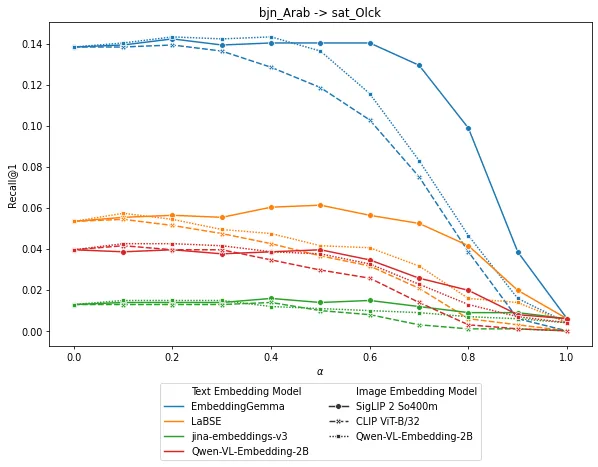 bjn_Arab -> sat_Olck
Recall@1
0.14
0.12
0.10
0.08
0.06
0.04
0.02
0.00
0.0 0.2 0.4 0.6 0.8 1.0
α
Text Embedding Model
EmbeddingGemma
LaBSE
jina-embeddings-v3
Qwen-VL-Embedding-2B
Image Embedding Model
SigLIP 2 So400m
CLIP ViT-B/32
Qwen-VL-Embedding-2B